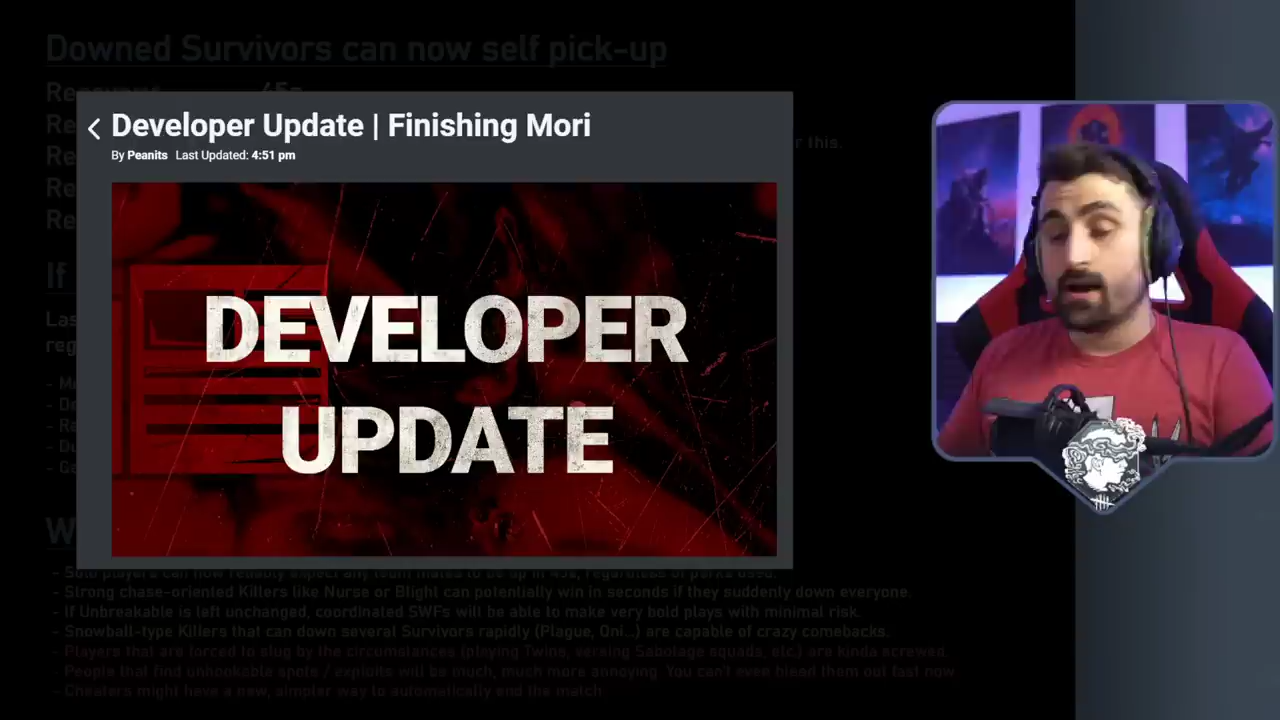 Downed Survivors can now self pick-up
45s
Developer Update | Finishing Mori
By Peanits Last Updated: 4:51 pm
r this.
DEVELOPER
UPDATE
If
Las
reg
- Solo players can now reliably expect any team mates to be up in 45s, regardless of perks used.
- Strong chase-oriented Killers like Nurse or Blight can potentially win in seconds if they suddenly down everyone.
- If Unbreakable is left unchanged, coordinated SWFs will be able to make very bold plays with minimal risk.
- Snowball-type Killers that can down several Survivors rapidly (Plague, Oni...) are capable of crazy comebacks.
- Players that are forced to slug by the circumstances (playing Twins, versing Sabotage squads, etc.) are kinda screwed.
- People that find unhookable spots / exploits will be much, much more annoying. You can't even bleed them out fast now.
- Cheaters might have a new, simpler way to automatically end the match.